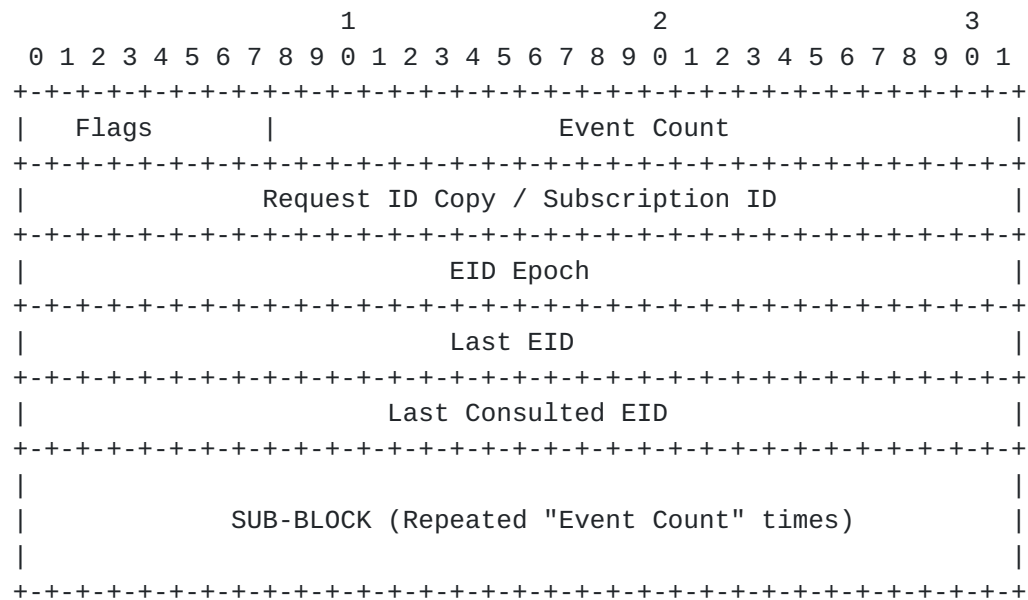 1                   2                   3
 0 1 2 3 4 5 6 7 8 9 0 1 2 3 4 5 6 7 8 9 0 1 2 3 4 5 6 7 8 9 0 1
+-+-+-+-+-+-+-+-+-+-+-+-+-+-+-+-+-+-+-+-+-+-+-+-+-+-+-+-+-+-+-+-+
|   Flags       |                  Event Count                  |
+-+-+-+-+-+-+-+-+-+-+-+-+-+-+-+-+-+-+-+-+-+-+-+-+-+-+-+-+-+-+-+-+
|               Request ID Copy / Subscription ID               |
+-+-+-+-+-+-+-+-+-+-+-+-+-+-+-+-+-+-+-+-+-+-+-+-+-+-+-+-+-+-+-+-+
|                           EID Epoch                           |
+-+-+-+-+-+-+-+-+-+-+-+-+-+-+-+-+-+-+-+-+-+-+-+-+-+-+-+-+-+-+-+-+
|                           Last EID                            |
+-+-+-+-+-+-+-+-+-+-+-+-+-+-+-+-+-+-+-+-+-+-+-+-+-+-+-+-+-+-+-+-+
|                       Last Consulted EID                      |
+-+-+-+-+-+-+-+-+-+-+-+-+-+-+-+-+-+-+-+-+-+-+-+-+-+-+-+-+-+-+-+-+
|                                                               |
|             SUB-BLOCK (Repeated "Event Count" times)          |
|                                                               |
+-+-+-+-+-+-+-+-+-+-+-+-+-+-+-+-+-+-+-+-+-+-+-+-+-+-+-+-+-+-+-+-+